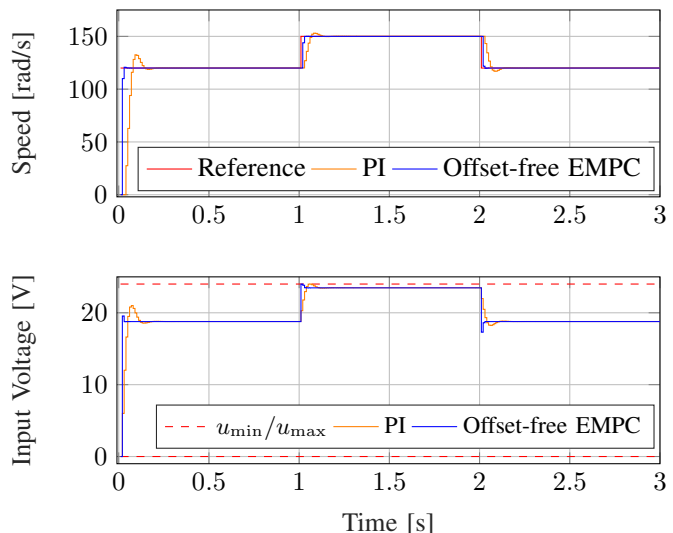 Speed [rad/s]
150
100
50
0
Reference PI Offset-free EMPC
0 0.5 1 1.5 2 2.5 3
Input Voltage [V]
20
10
0
u_min/u_max PI Offset-free EMPC
0 0.5 1 1.5 2 2.5 3
Time [s]